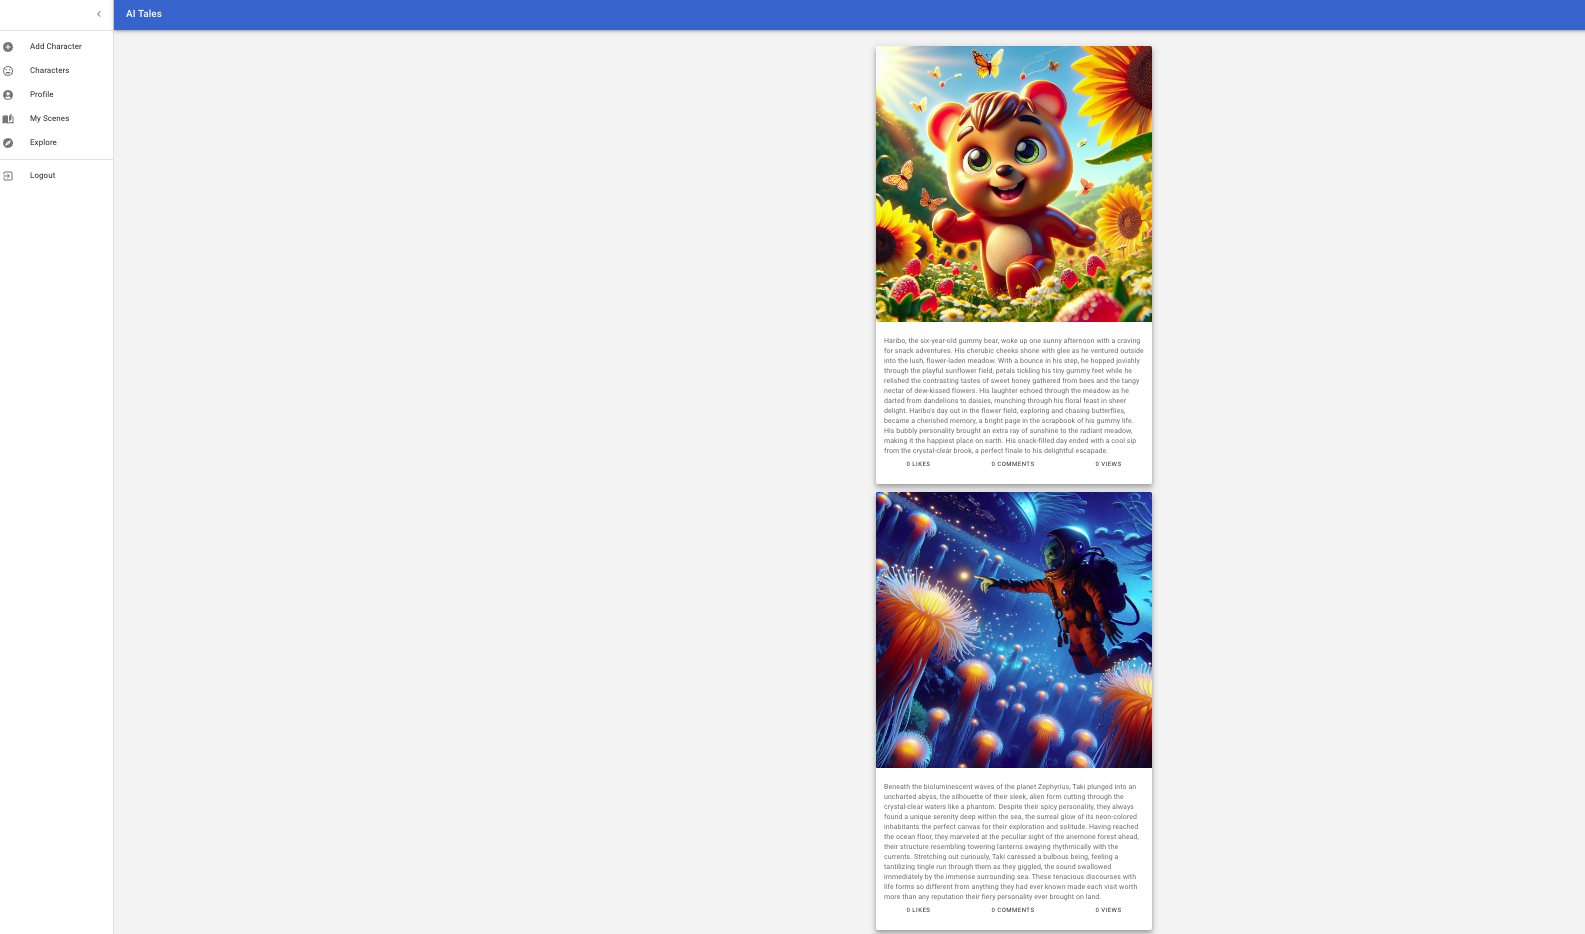 AI Tales
Add Character
Characters
Profile
My Scenes
Explore
Logout
Haribo, the six-year-old gummy bear, woke up one sunny afternoon with a craving
for snack adventures. His cherubic cheeks shone with glee as he ventured outside
into the lush, flower-laden meadow. With a bounce in his step, he hopped jovishly
through the playful sunflower field, petals tickling his tiny gummy feet while he
relished the contrasting tastes of sweet honey gathered from bees and the tangy
nectar of dew-kissed flowers. His laughter echoed through the meadow as he
darted from dandelions to daisies, munching through his floral feast in sheer
delight. Haribo's day out in the flower field, exploring and chasing butterflies,
became a cherished memory, a bright page in the scrapbook of his gummy life.
His bubbly personality brought an extra ray of sunshine to the radiant meadow,
making it the happiest place on earth. His snack-filled day ended with a cool sip
from the crystal-clear brook, a perfect finale to his delightful escapade.
0 LIKES 0 COMMENTS 0 VIEWS
Beneath the bioluminescent waves of the planet Zephyrius, Taki plunged into an
uncharted abyss, the silhouette of their sleek, alien form cutting through the
crystal-clear waters like a phantom. Despite their spicy personality, they always
found a unique serenity deep within the sea, the surreal glow of its neon-colored
inhabitants the perfect canvas for their exploration and solitude. Having reached
the ocean floor, they marveled at the peculiar sight of the anemone forest ahead,
their structure resembling towering lanterns swaying rhythmically with the
currents. Stretching out curiously, Taki caressed a bulbous being, feeling a
tantilizing tingle run through them as they giggled, the sound swallowed
immediately by the immense surrounding sea. These tenacious discourses with
life forms so different from anything they had ever known made each visit worth
more than any reputation their fiery personality ever brought on land.
0 LIKES 0 COMMENTS 0 VIEWS